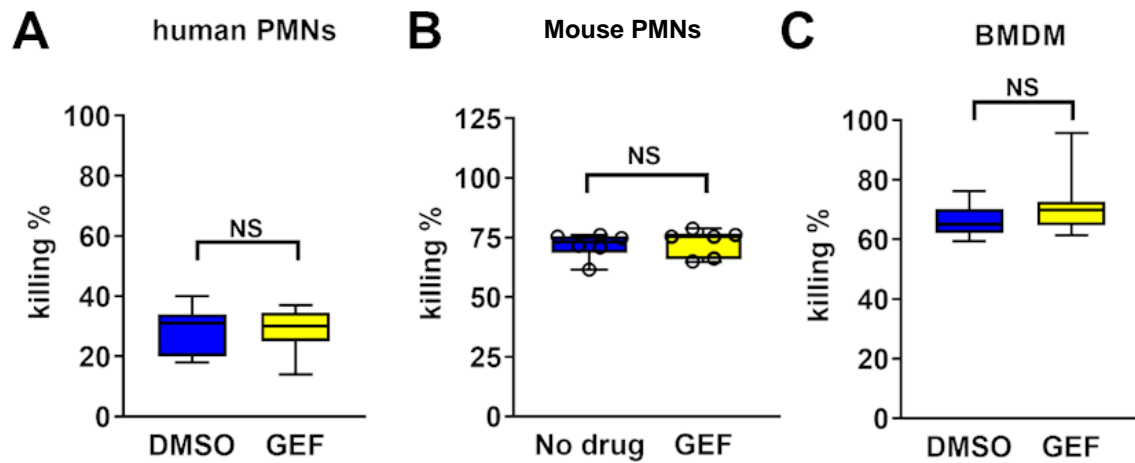 A
human PMNs
killing %
100
80
60
40
20
0
NS
DMSO GEF
B
Mouse PMNs
killing %
125
100
75
50
25
0
NS
No drug GEF
C
BMDM
killing %
100
80
60
40
20
0
NS
DMSO GEF